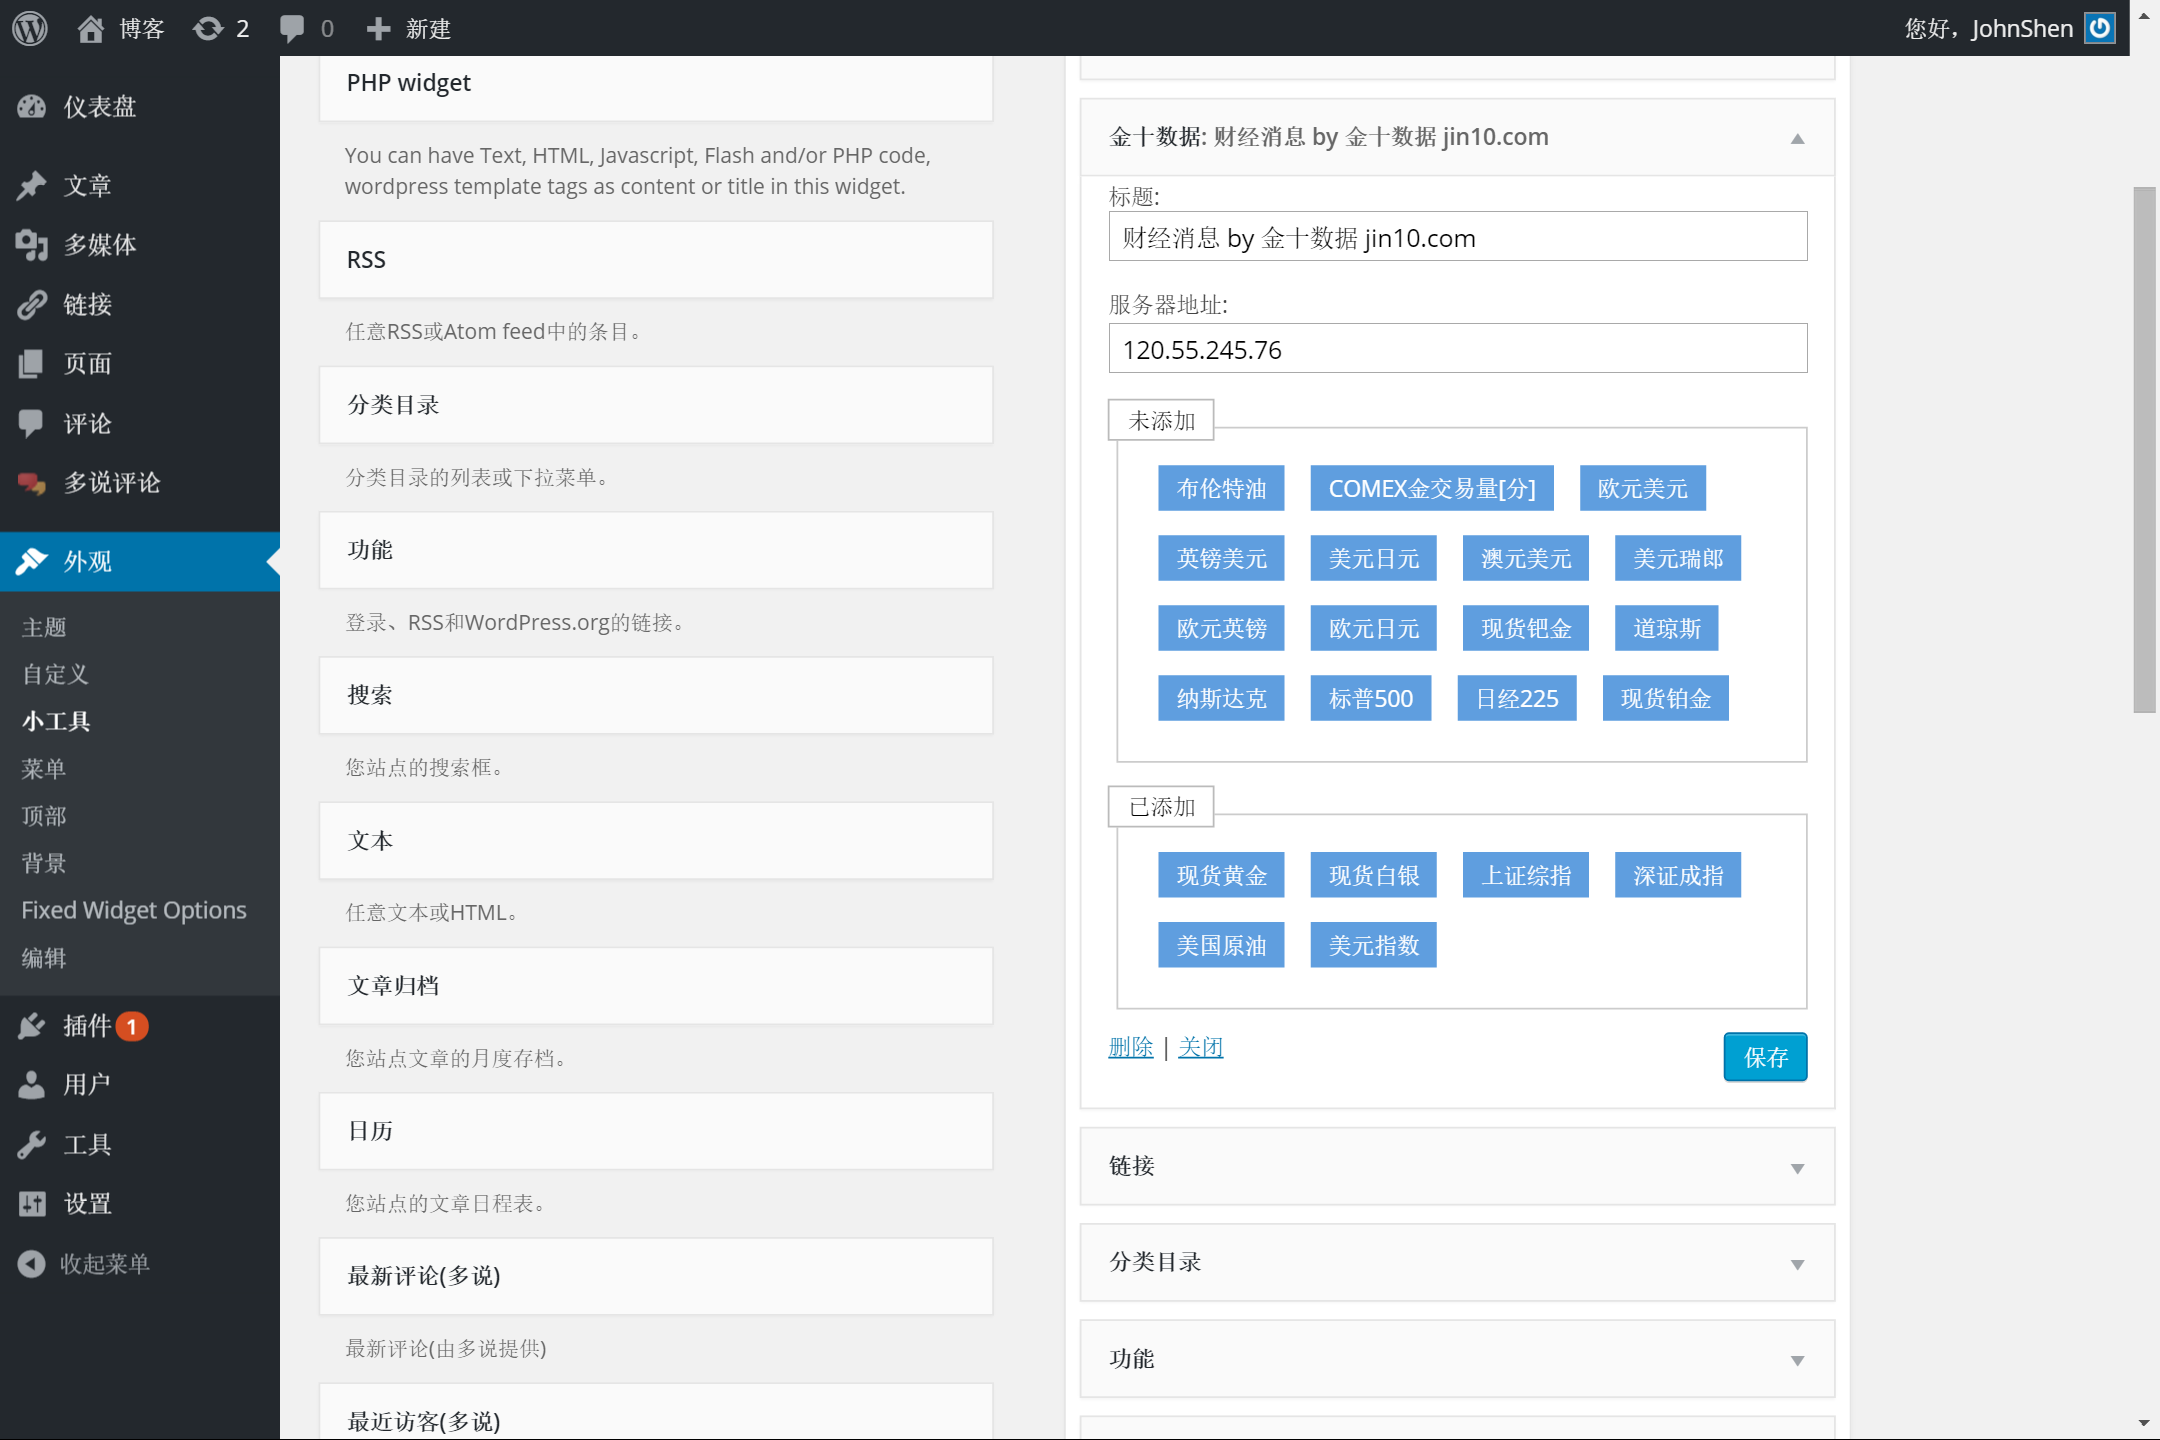 博客
2
0
新建
您好，JohnShen
仪表盘
文章
多媒体
链接
页面
评论
多说评论
外观
主题
自定义
小工具
菜单
顶部
背景
Fixed Widget Options
编辑
插件 1
用户
工具
设置
收起菜单
PHP widget
You can have Text, HTML, Javascript, Flash and/or PHP code,
wordpress template tags as content or title in this widget.
RSS
任意RSS或Atom feed中的条目。
分类目录
分类目录的列表或下拉菜单。
功能
登录、RSS和WordPress.org的链接。
搜索
您站点的搜索框。
文本
任意文本或HTML。
文章归档
您站点文章的月度存档。
日历
您站点的文章日程表。
最新评论(多说)
最新评论(由多说提供)
最近访客(多说)
金十数据: 财经消息 by 金十数据 jin10.com
标题:
财经消息 by 金十数据 jin10.com
服务器地址:
120.55.245.76
未添加
布伦特油 COMEX金交易量[分] 欧元美元
英镑美元 美元日元 澳元美元 美元瑞郎
欧元英镑 欧元日元 现货钯金 道琼斯
纳斯达克 标普500 日经225 现货铂金
已添加
现货黄金 现货白银 上证综指 深证成指
美国原油 美元指数
删除 | 关闭
保存
链接
分类目录
功能